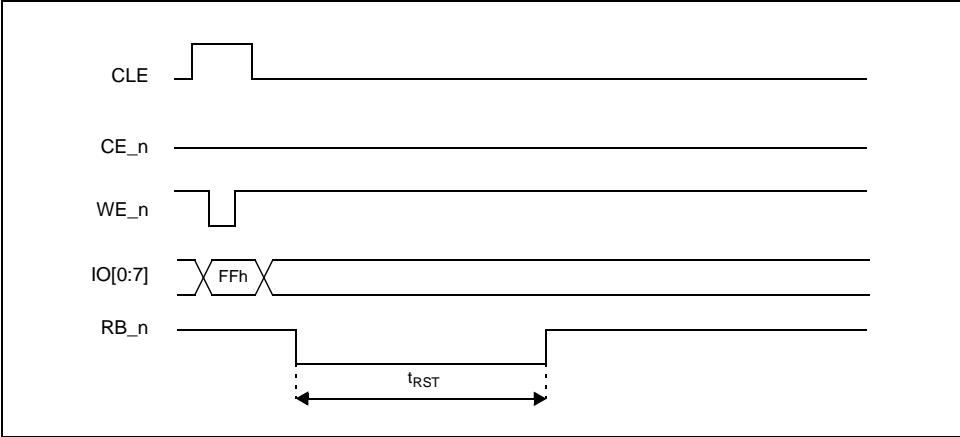 CLE
CE_n
WE_n
IO[0:7] FFh
RB_n
tRST